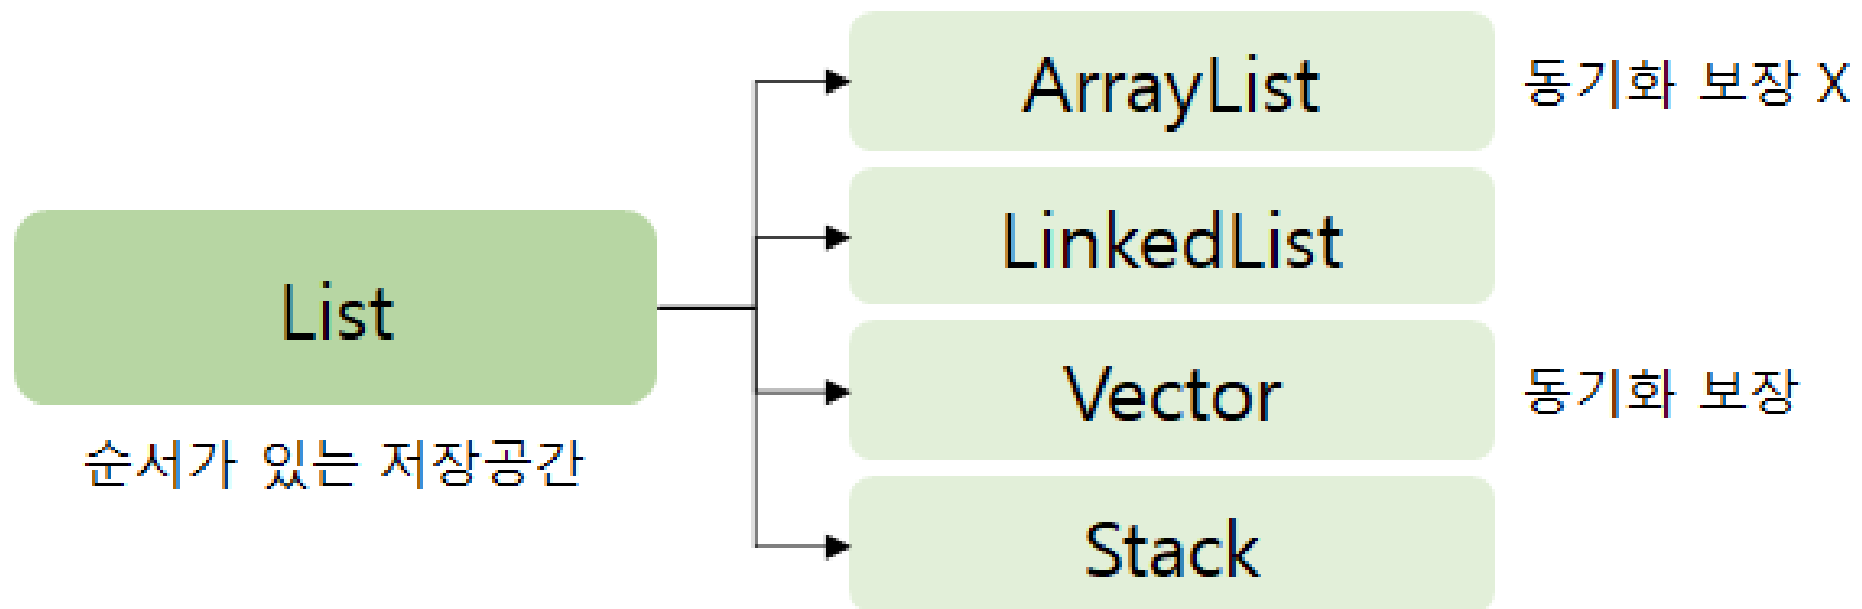 ArrayList 동기화 보장 X
LinkedList
List
순서가 있는 저장공간
Vector 동기화 보장
Stack